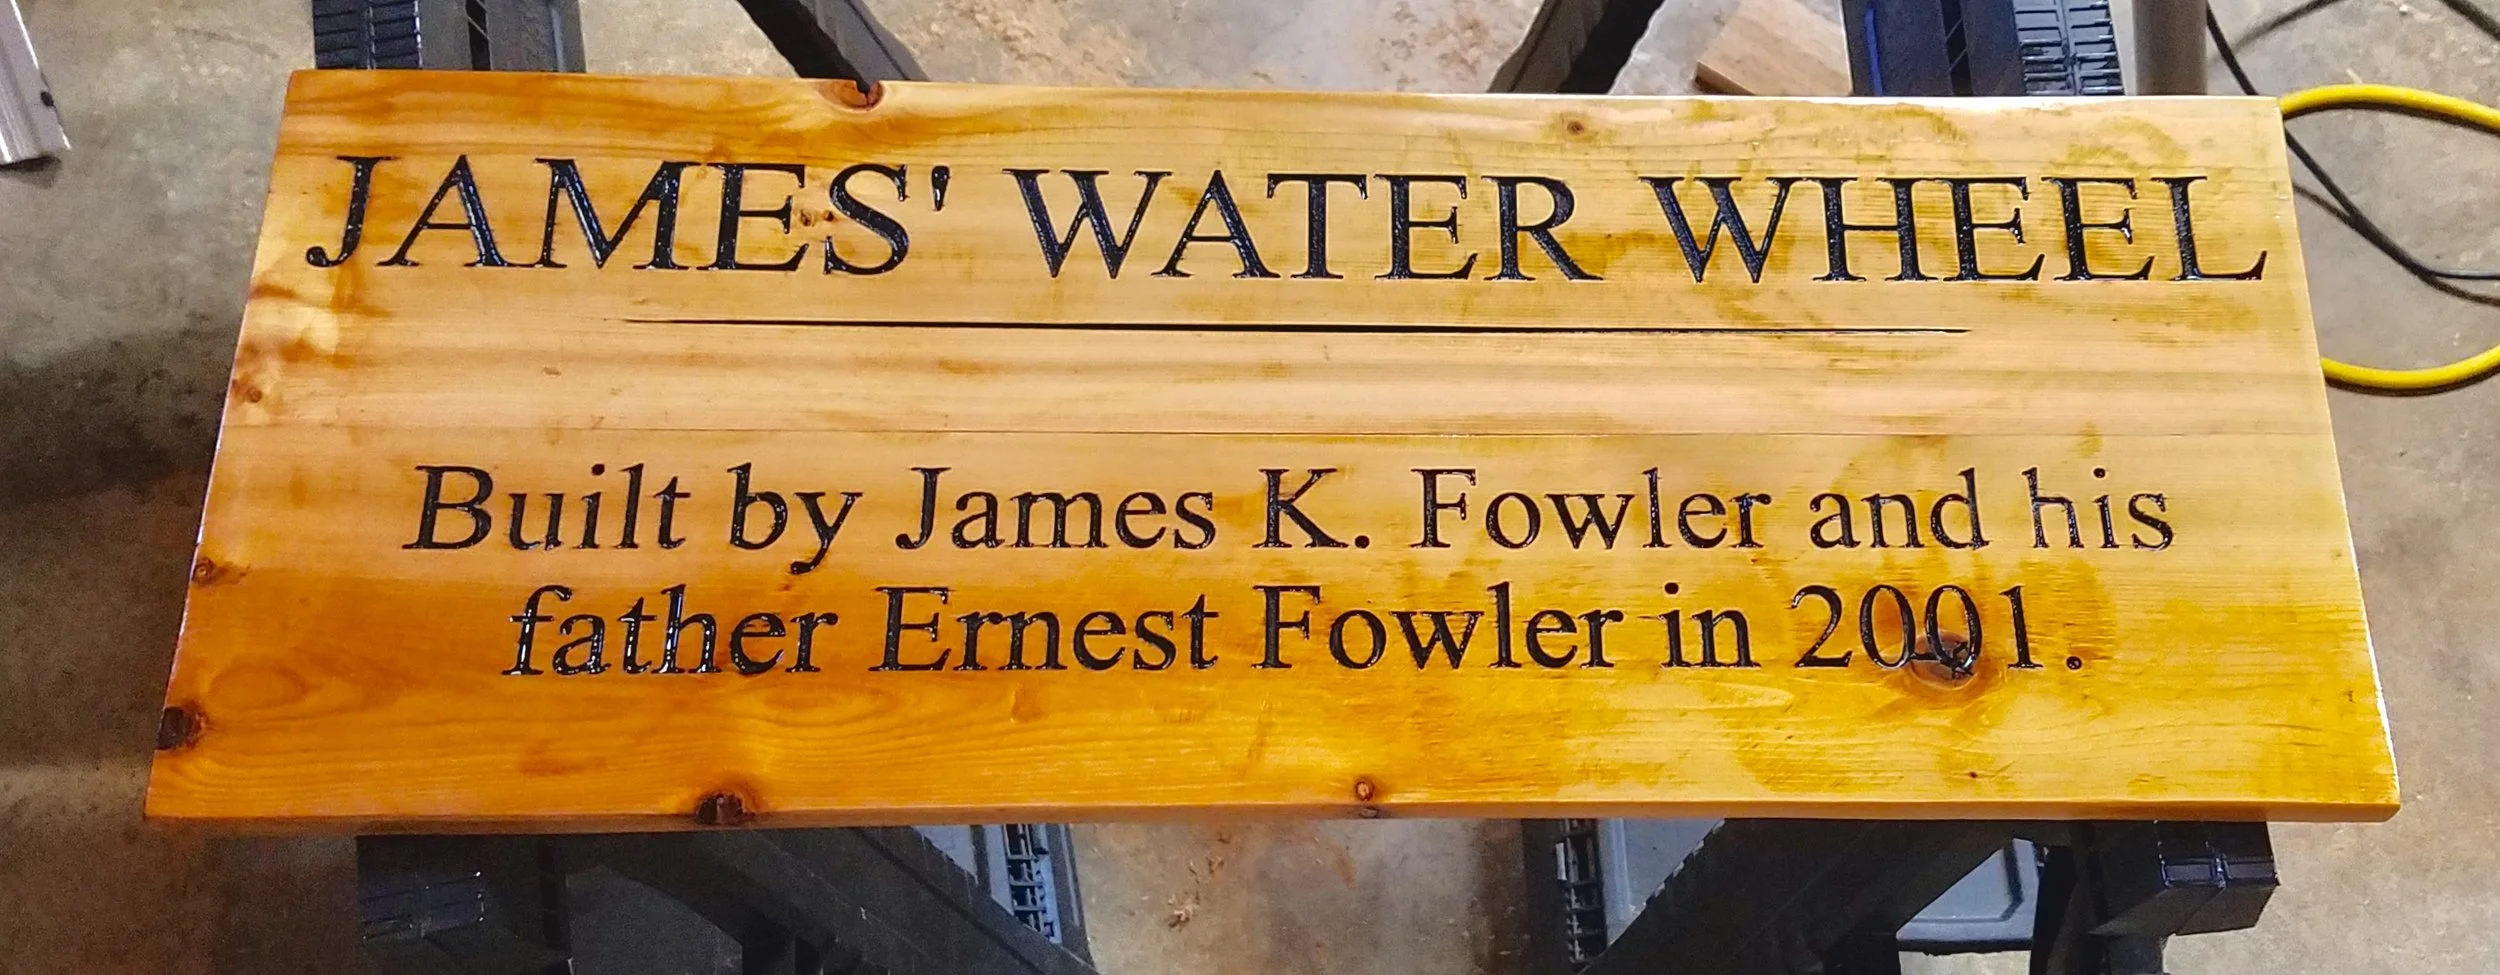 JAMES' WATER WHEEL
Built by James K. Fowler and his
father Ernest Fowler in 2001.